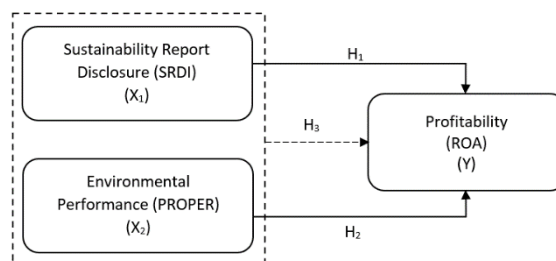 Sustainability Report
Disclosure (SRDI)
(X₁)
H₁
H₃
Profitability
(ROA)
(Y)
Environmental
Performance (PROPER)
(X₂)
H₂